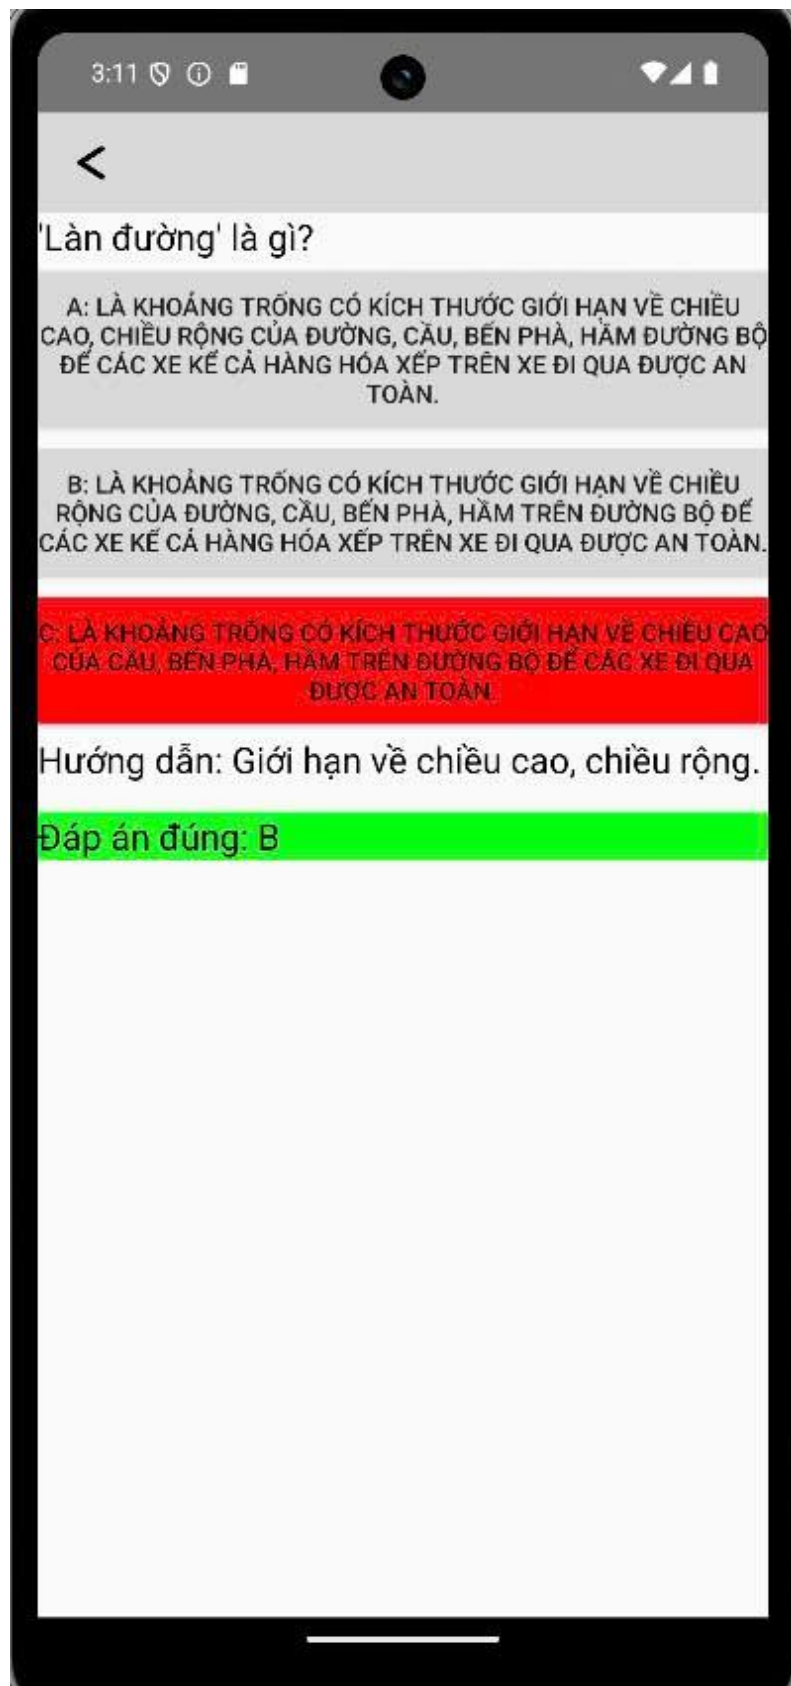 3:11
'Làn đường' là gì?
A: LÀ KHOẢNG TRỐNG CÓ KÍCH THƯỚC GIỚI HẠN VỀ CHIỀU
CAO, CHIỀU RỘNG CỦA ĐƯỜNG, CẦU, BẾN PHÀ, HẦM ĐƯỜNG BỘ
ĐỂ CÁC XE KỂ CẢ HÀNG HÓA XẾP TRÊN XE ĐI QUA ĐƯỢC AN
TOÀN.
B: LÀ KHOẢNG TRỐNG CÓ KÍCH THƯỚC GIỚI HẠN VỀ CHIỀU
RỘNG CỦA ĐƯỜNG, CẦU, BẾN PHÀ, HẦM TRÊN ĐƯỜNG BỘ ĐỂ
CÁC XE KỂ CẢ HÀNG HÓA XẾP TRÊN XE ĐI QUA ĐƯỢC AN TOÀN.
C: LÀ KHOẢNG TRỐNG CÓ KÍCH THƯỚC GIỚI HẠN VỀ CHIỀU CAO
CỦA CẦU, BẾN PHÀ, HẦM TRÊN ĐƯỜNG BỘ ĐỂ CÁC XE ĐI QUA
ĐƯỢC AN TOÀN.
Hướng dẫn: Giới hạn về chiều cao, chiều rộng.
Đáp án đúng: B